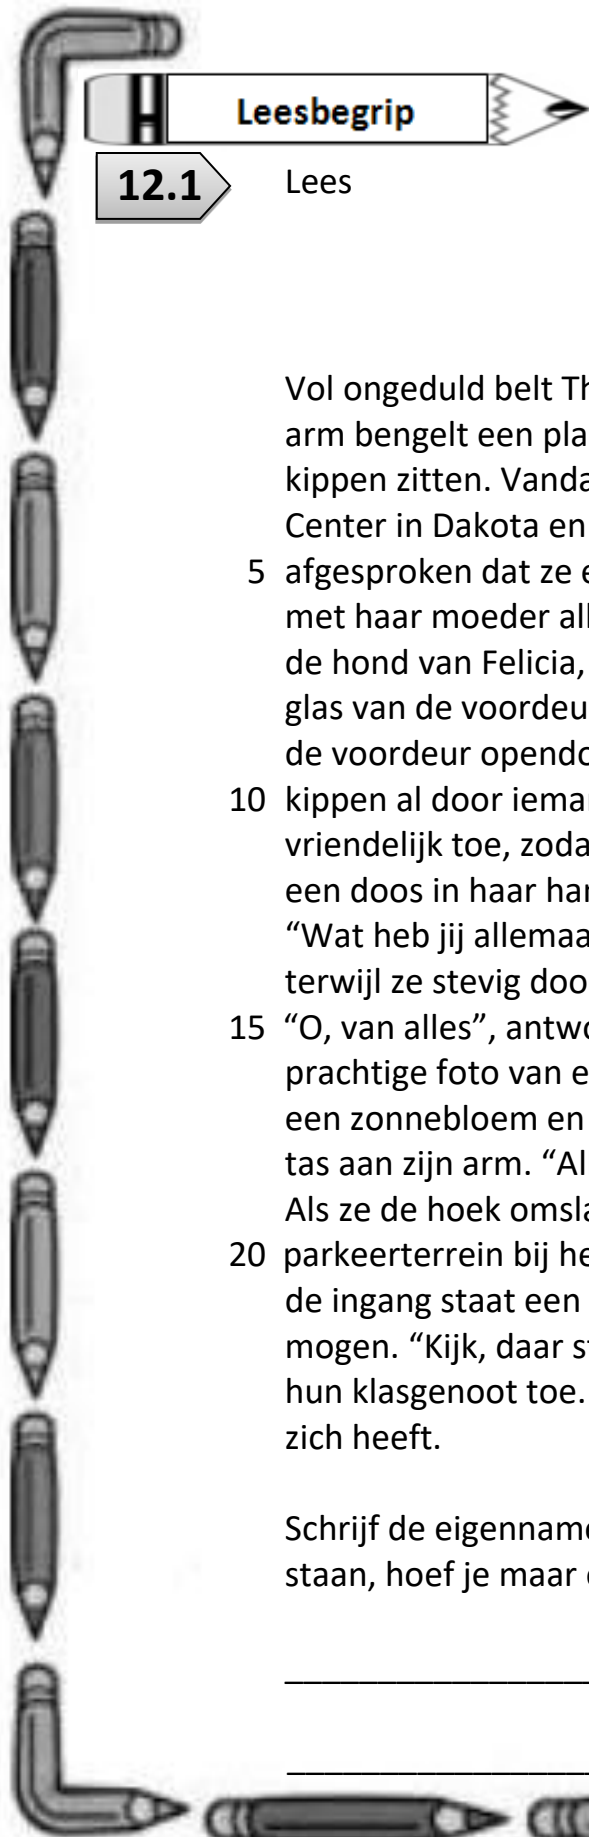 Leesbegrip
12.1 Lees
Vol ongeduld belt Th
arm bengelt een pla
kippen zitten. Vanda
Center in Dakota en
5 afgesproken dat ze e
met haar moeder all
de hond van Felicia,
glas van de voordeu
de voordeur opendo
10 kippen al door iema
vriendelijk toe, zoda
een doos in haar har
“Wat heb jij allemaa
terwijl ze stevig doo
15 “O, van alles”, antwo
prachtige foto van e
een zonnebloem en
tas aan zijn arm. “Al
Als ze de hoek omsla
20 parkeerterrein bij he
de ingang staat een
mogen. “Kijk, daar st
hun klasgenoot toe.
zich heeft.
Schrijf de eigenname
staan, hoef je maar